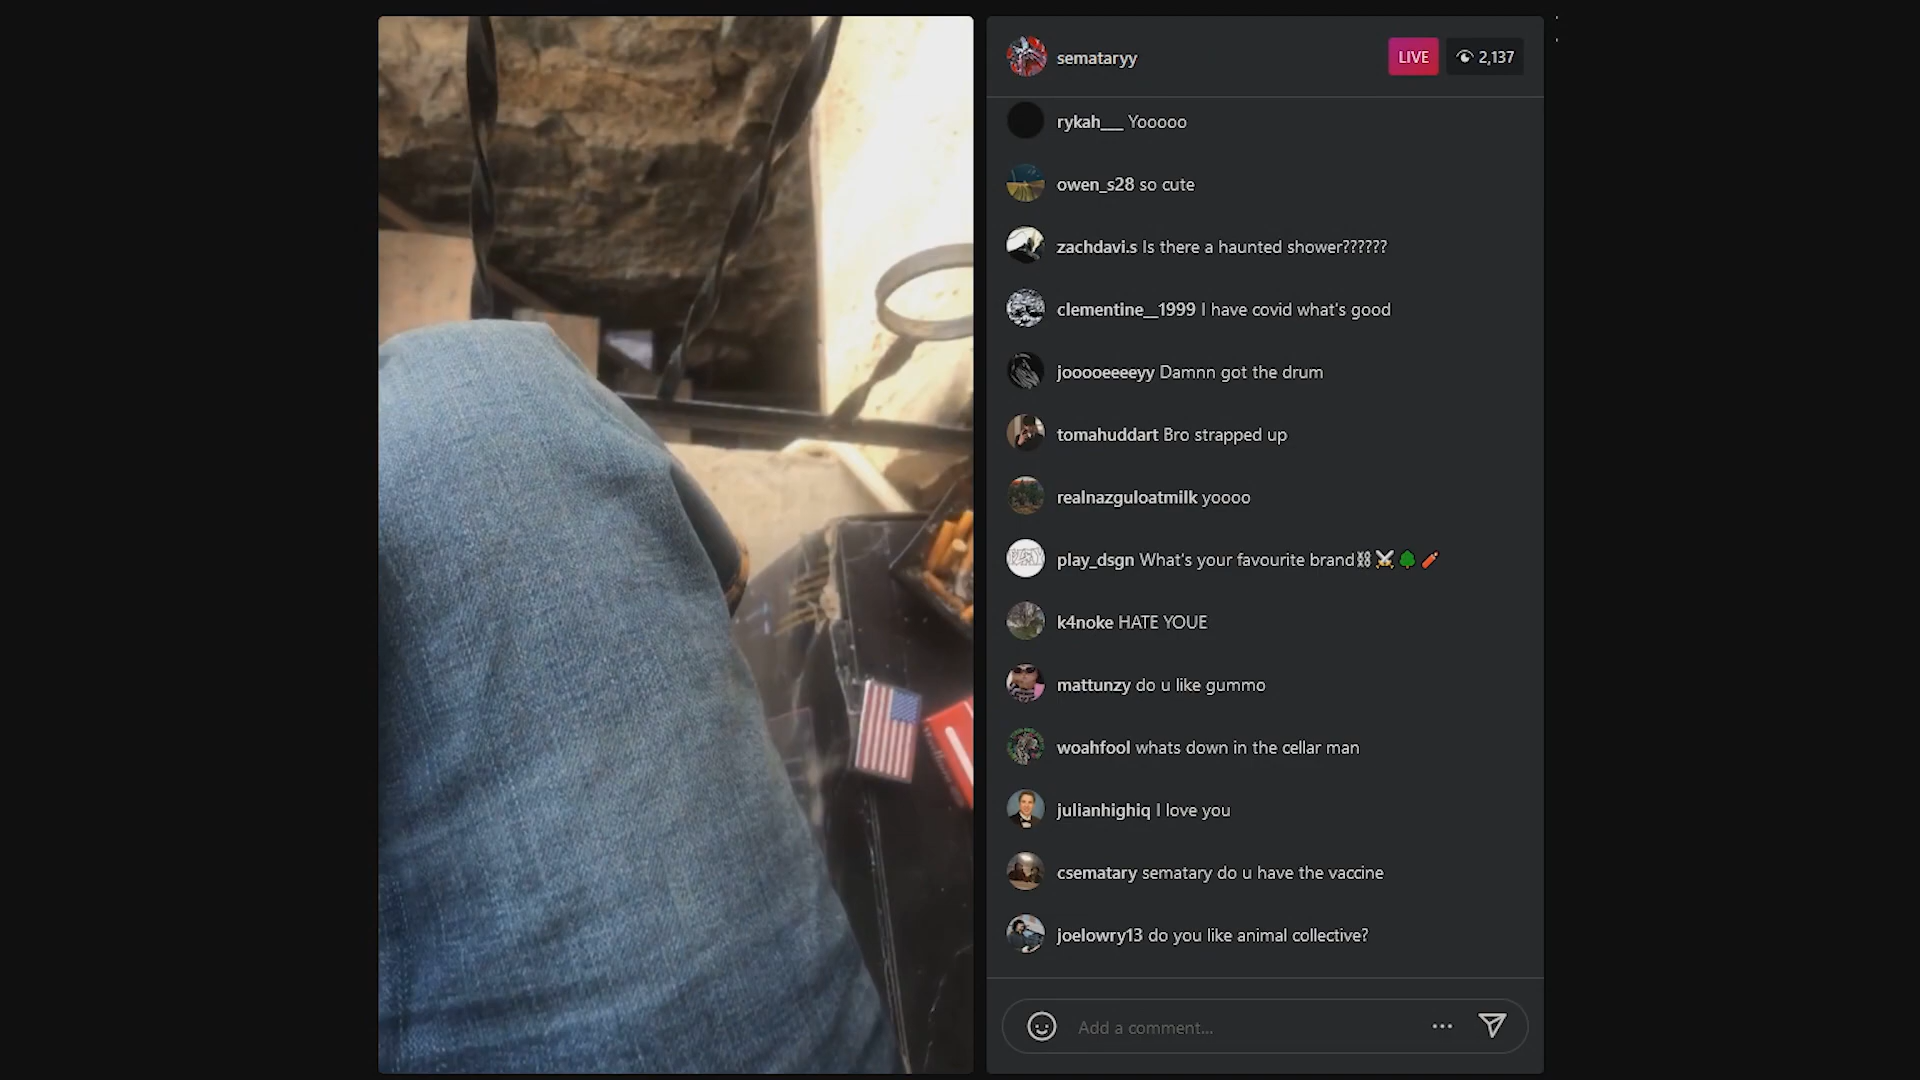 semataryy
LIVE
2,137
rykah___ Yooooo
owen_s28 so cute
zachdavi.s Is there a haunted shower??????
clementine__1999 I have covid what's good
jooooeeeeyy Damnn got the drum
tomahuddart Bro strapped up
realnazguloatmilk yoooo
play_dsgn What's your favourite brand⛓⚔🌳🧨
k4noke HATE YOUE
mattunzy do u like gummo
woahfool whats down in the cellar man
julianhighiq I love you
csematary sematary do u have the vaccine
joelowry13 do you like animal collective?
Add a comment...